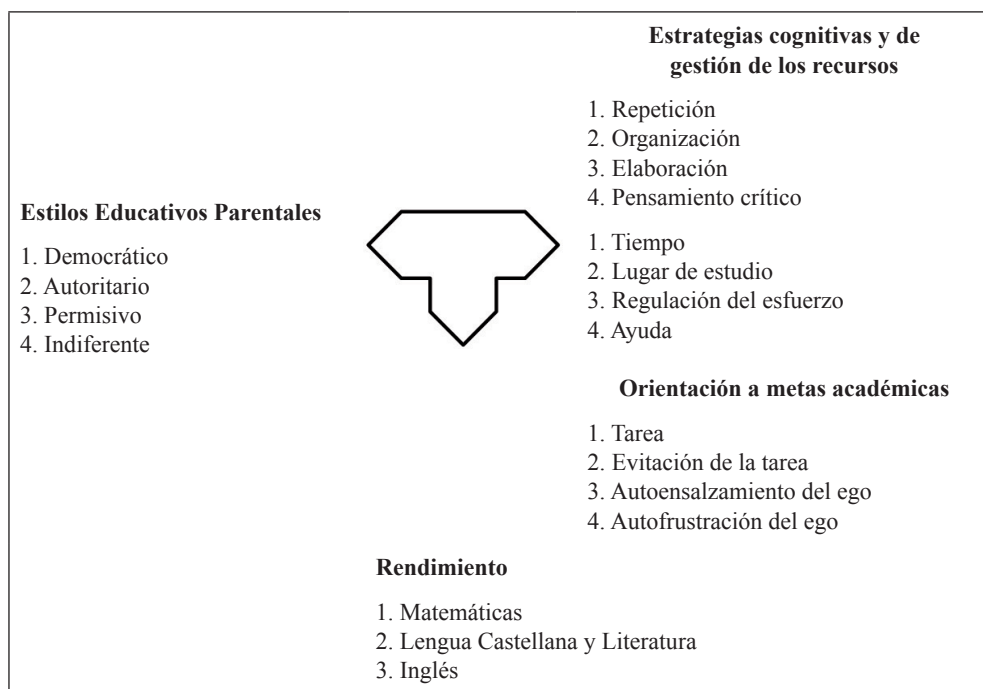 Estrategias cognitivas y de
gestión de los recursos
1. Repetición
2. Organización
3. Elaboración
4. Pensamiento crítico
Estilos Educativos Parentales
1. Democrático
2. Autoritario
3. Permisivo
4. Indiferente
1. Tiempo
2. Lugar de estudio
3. Regulación del esfuerzo
4. Ayuda
Orientación a metas académicas
1. Tarea
2. Evitación de la tarea
3. Autoensalzamiento del ego
4. Autofrustración del ego
Rendimiento
1. Matemáticas
2. Lengua Castellana y Literatura
3. Inglés